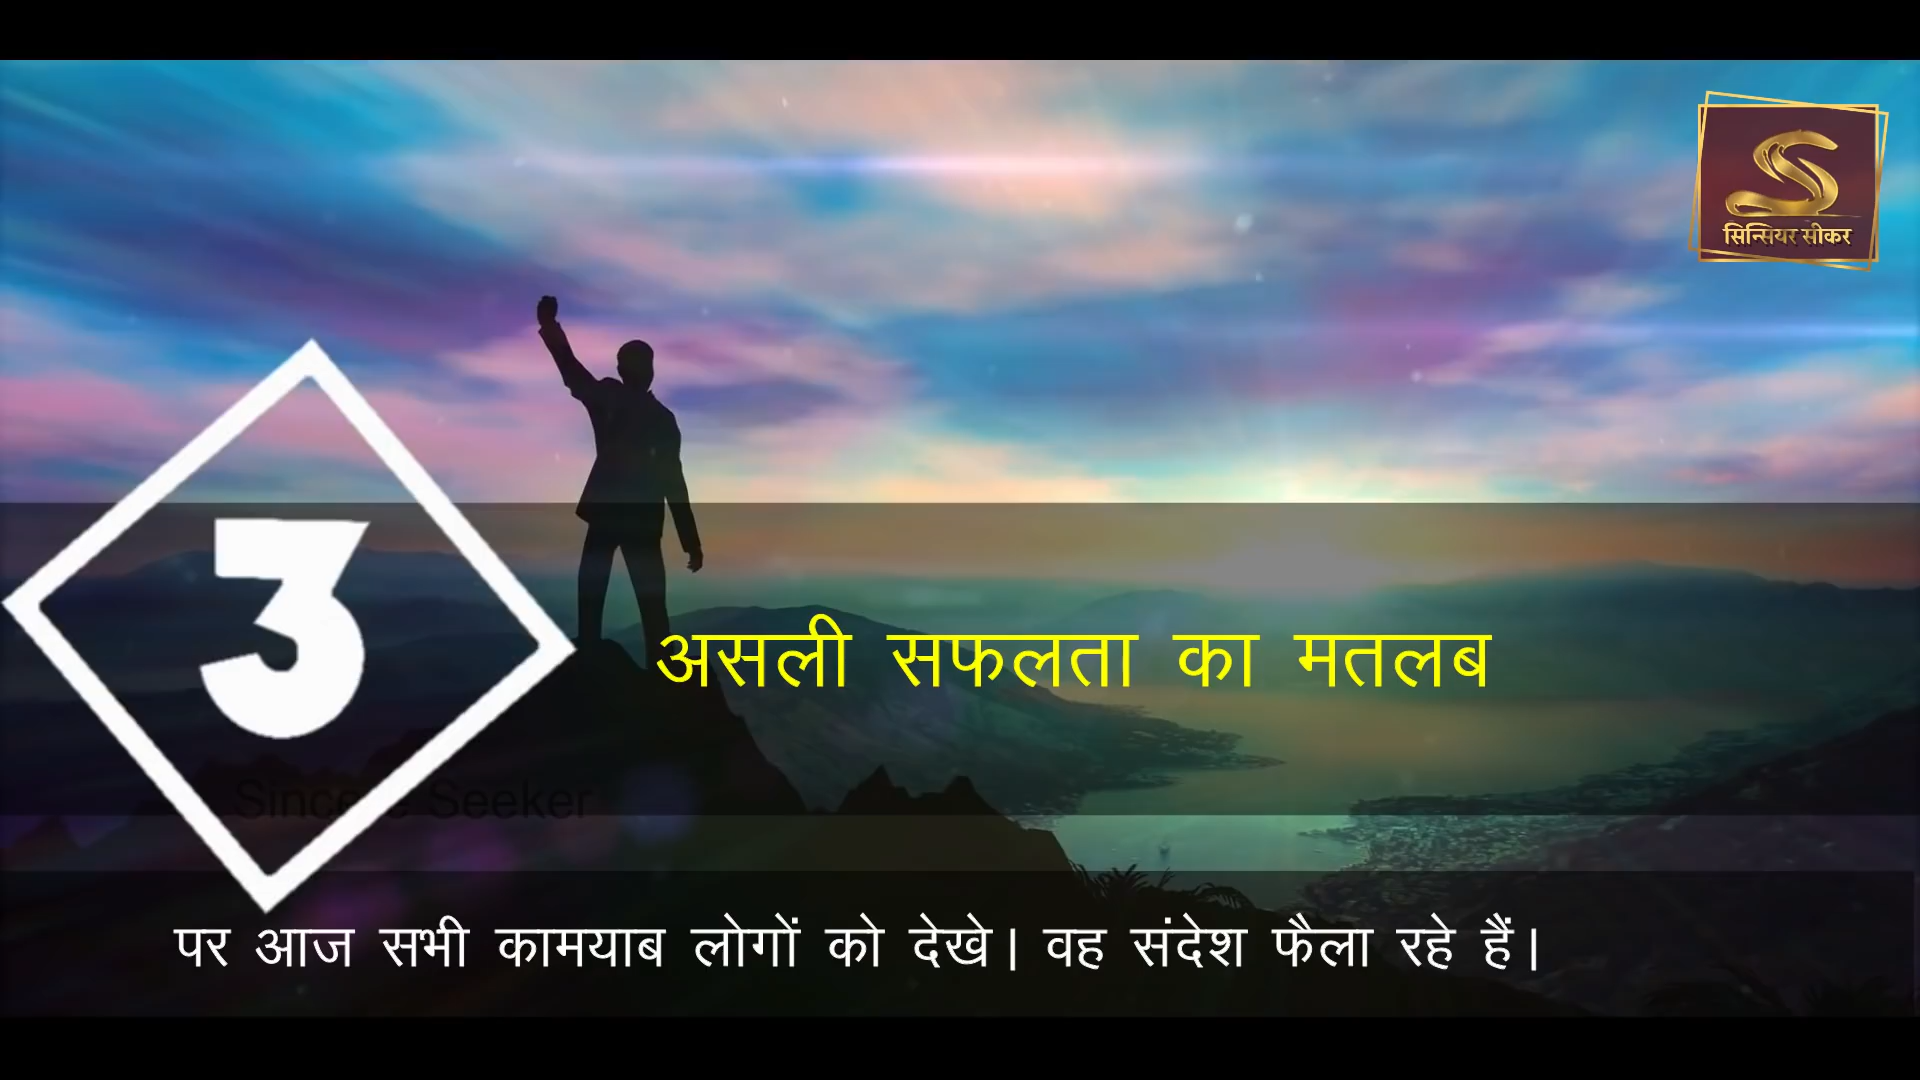 सिन्सियर सीकर
3
असली सफलता का मतलब
Sincere Seeker
पर आज सभी कामयाब लोगों को देखे। वह संदेश फैला रहे हैं।